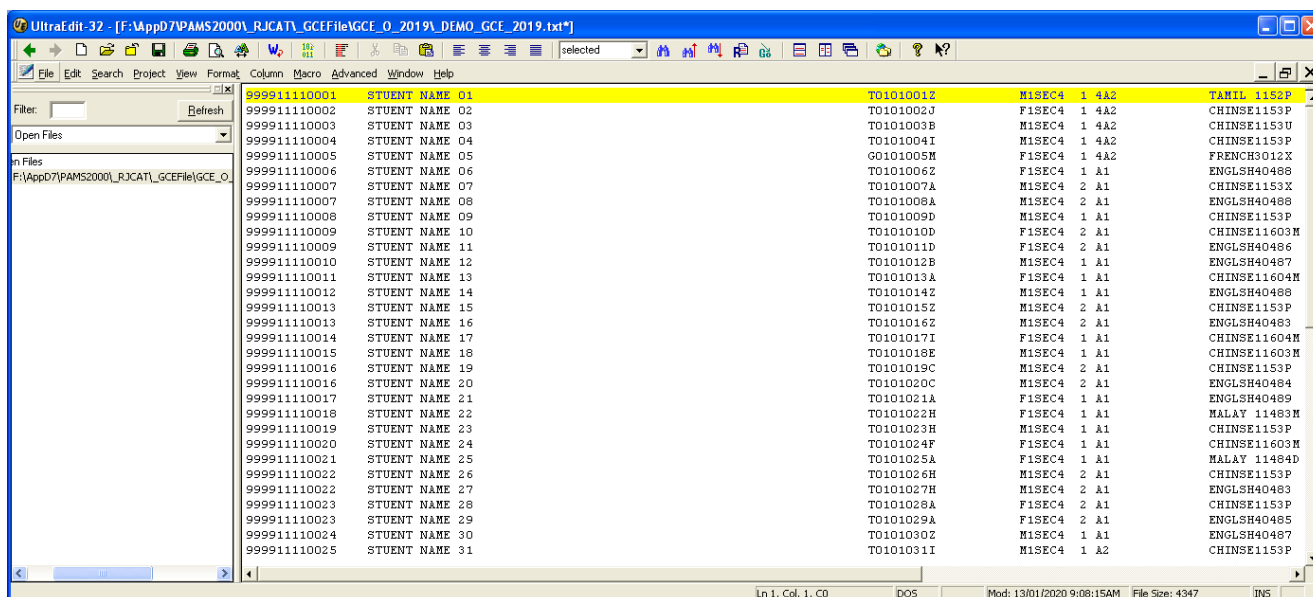 UltraEdit-32 - [F:\AppD7\PAMS2000\_RJCAT\_GCEFile\GCE_O_2019\_DEMO_GCE_2019.txt*]
selected
File Edit Search Project View Format Column Macro Advanced Window Help
Filter: Refresh
Open Files
en Files
F:\AppD7\PAMS2000\_RJCAT\_GCEFile\GCE_O_
999911110001 STUENT NAME 01 T0101001Z M1SEC4 1 4A2 TAMIL 1152P
999911110002 STUENT NAME 02 T0101002J F1SEC4 1 4A2 CHINSE1153P
999911110003 STUENT NAME 03 T0101003B M1SEC4 1 4A2 CHINSE1153U
999911110004 STUENT NAME 04 T0101004I M1SEC4 1 4A2 CHINSE1153P
999911110005 STUENT NAME 05 G0101005M F1SEC4 1 4A2 FRENCH3012X
999911110006 STUENT NAME 06 T0101006Z F1SEC4 1 A1 ENGLSH40488
999911110007 STUENT NAME 07 T0101007A M1SEC4 2 A1 CHINSE1153X
999911110007 STUENT NAME 08 T0101008A M1SEC4 2 A1 ENGLSH40488
999911110008 STUENT NAME 09 T0101009D M1SEC4 1 A1 CHINSE1153P
999911110009 STUENT NAME 10 T0101010D F1SEC4 2 A1 CHINSE11603M
999911110009 STUENT NAME 11 T0101011D F1SEC4 2 A1 ENGLSH40486
999911110010 STUENT NAME 12 T0101012B M1SEC4 1 A1 ENGLSH40487
999911110011 STUENT NAME 13 T0101013A F1SEC4 1 A1 CHINSE11604M
999911110012 STUENT NAME 14 T0101014Z M1SEC4 1 A1 ENGLSH40488
999911110013 STUENT NAME 15 T0101015Z M1SEC4 2 A1 CHINSE1153P
999911110013 STUENT NAME 16 T0101016Z M1SEC4 2 A1 ENGLSH40483
999911110014 STUENT NAME 17 T0101017I F1SEC4 1 A1 CHINSE11604M
999911110015 STUENT NAME 18 T0101018E M1SEC4 1 A1 CHINSE11603M
999911110016 STUENT NAME 19 T0101019C M1SEC4 2 A1 CHINSE1153P
999911110016 STUENT NAME 20 T0101020C M1SEC4 2 A1 ENGLSH40484
999911110017 STUENT NAME 21 T0101021A F1SEC4 1 A1 ENGLSH40489
999911110018 STUENT NAME 22 T0101022H F1SEC4 1 A1 MALAY 11483M
999911110019 STUENT NAME 23 T0101023H M1SEC4 1 A1 CHINSE1153P
999911110020 STUENT NAME 24 T0101024F F1SEC4 1 A1 CHINSE11603M
999911110021 STUENT NAME 25 T0101025A F1SEC4 1 A1 MALAY 11484D
999911110022 STUENT NAME 26 T0101026H M1SEC4 2 A1 CHINSE1153P
999911110022 STUENT NAME 27 T0101027H M1SEC4 2 A1 ENGLSH40483
999911110023 STUENT NAME 28 T0101028A F1SEC4 2 A1 CHINSE1153P
999911110023 STUENT NAME 29 T0101029A F1SEC4 2 A1 ENGLSH40485
999911110024 STUENT NAME 30 T0101030Z M1SEC4 1 A1 ENGLSH40487
999911110025 STUENT NAME 31 T0101031I M1SEC4 1 A2 CHINSE1153P
Ln 1, Col. 1, C0 DOS Mod: 13/01/2020 9:08:15AM File Size: 4347 INS